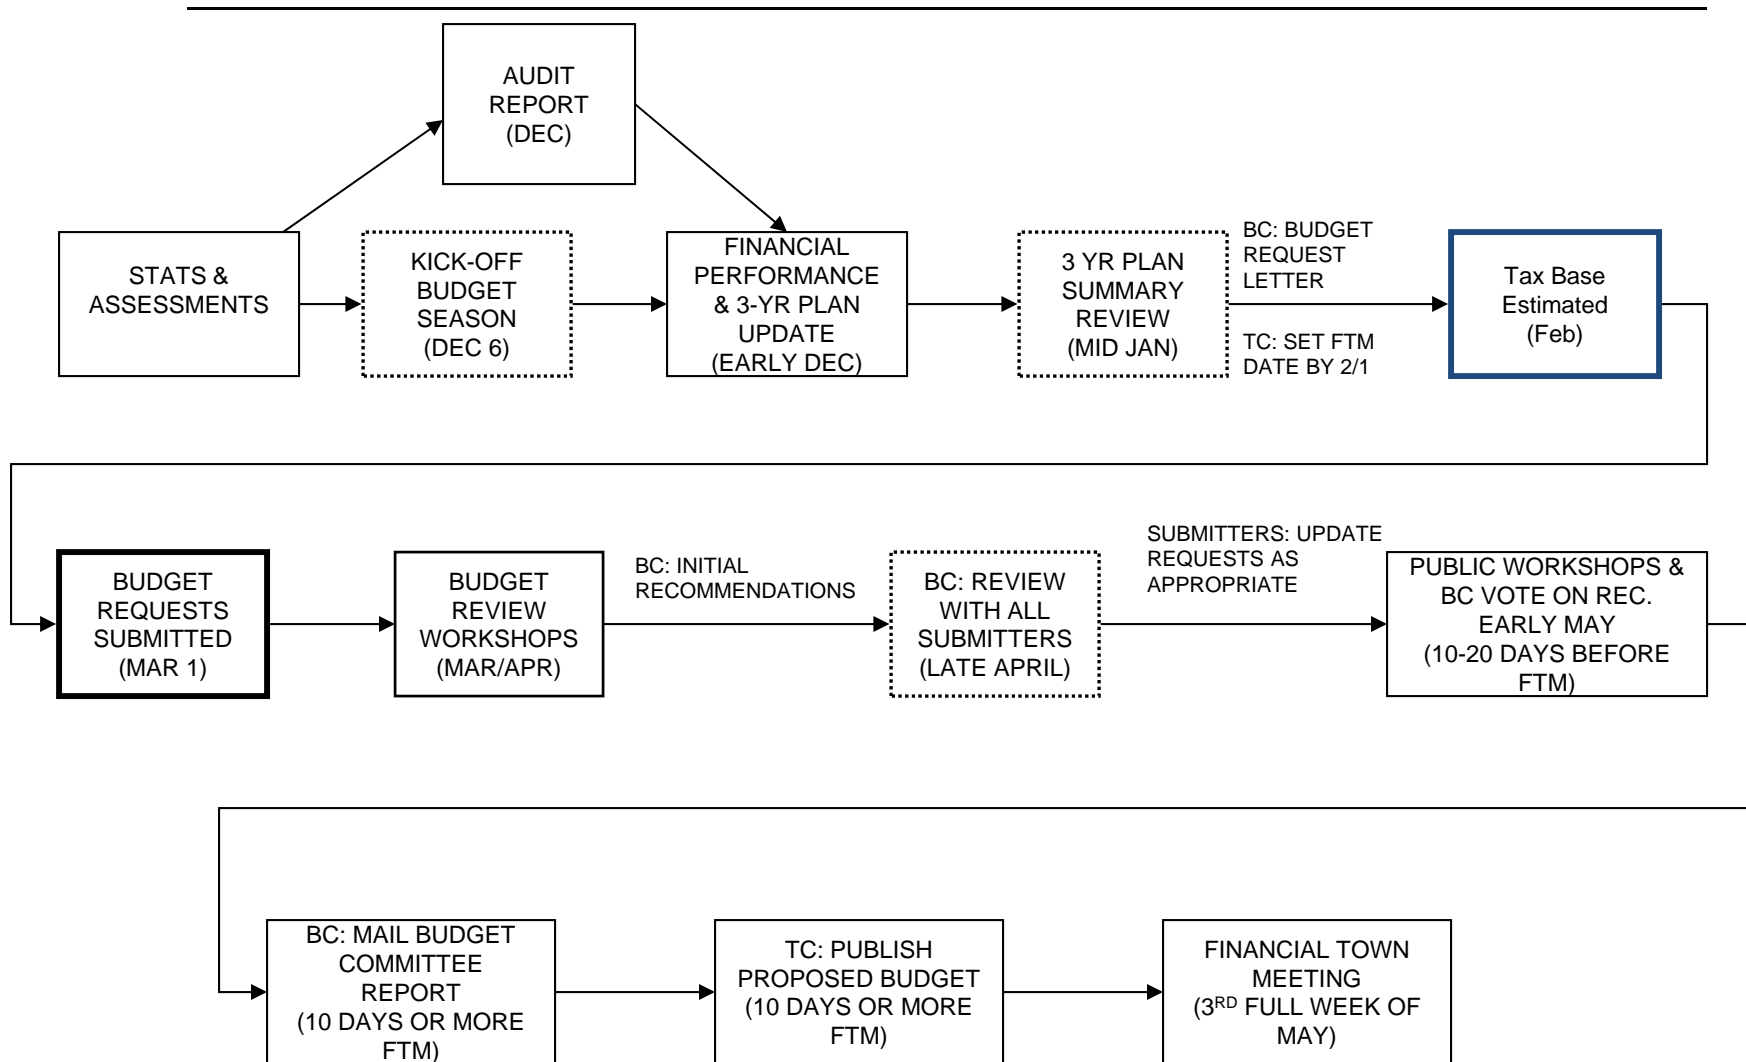 AUDIT
REPORT
(DEC)
STATS &
ASSESSMENTS
KICK-OFF
BUDGET
SEASON
(DEC 6)
FINANCIAL
PERFORMANCE
& 3-YR PLAN
UPDATE
(EARLY DEC)
3 YR PLAN
SUMMARY
REVIEW
(MID JAN)
BC: BUDGET
REQUEST
LETTER
TC: SET FTM
DATE BY 2/1
Tax Base
Estimated
(Feb)
BUDGET
REQUESTS
SUBMITTED
(MAR 1)
BUDGET
REVIEW
WORKSHOPS
(MAR/APR)
BC: INITIAL
RECOMMENDATIONS
BC: REVIEW
WITH ALL
SUBMITTERS
(LATE APRIL)
SUBMITTERS: UPDATE
REQUESTS AS
APPROPRIATE
PUBLIC WORKSHOPS &
BC VOTE ON REC.
EARLY MAY
(10-20 DAYS BEFORE
FTM)
BC: MAIL BUDGET
COMMITTEE
REPORT
(10 DAYS OR MORE
FTM)
TC: PUBLISH
PROPOSED BUDGET
(10 DAYS OR MORE
FTM)
FINANCIAL TOWN
MEETING
(3RD FULL WEEK OF
MAY)